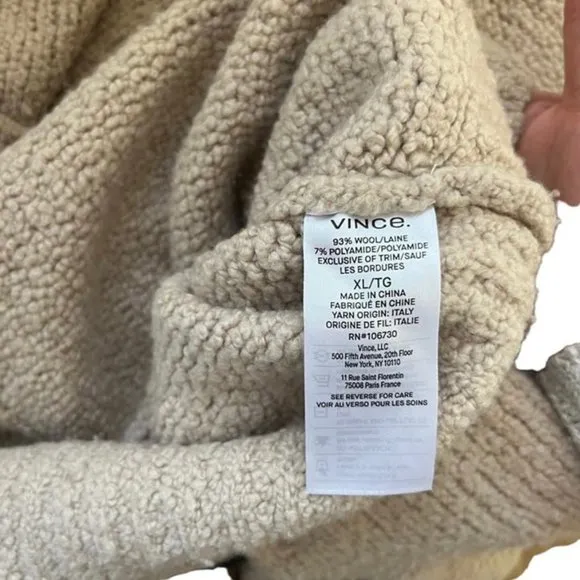 VINCE.
93% WOOL/LAINE
7% POLYAMIDE/POLYAMIDE
EXCLUSIVE OF TRIM/SAUF
LES BORDURES
XL/TG
MADE IN CHINA
FABRIQUÉ EN CHINE
YARN ORIGIN: ITALY
ORIGINE DE FIL: ITALIE
RN#106730
Vince, LLC
500 Fifth Avenue, 20th Floor
New York, NY 10110
11 Rue Saint Florentin
75008 Paris France
SEE REVERSE FOR CARE
VOIR AU VERSO POUR LES SOINS